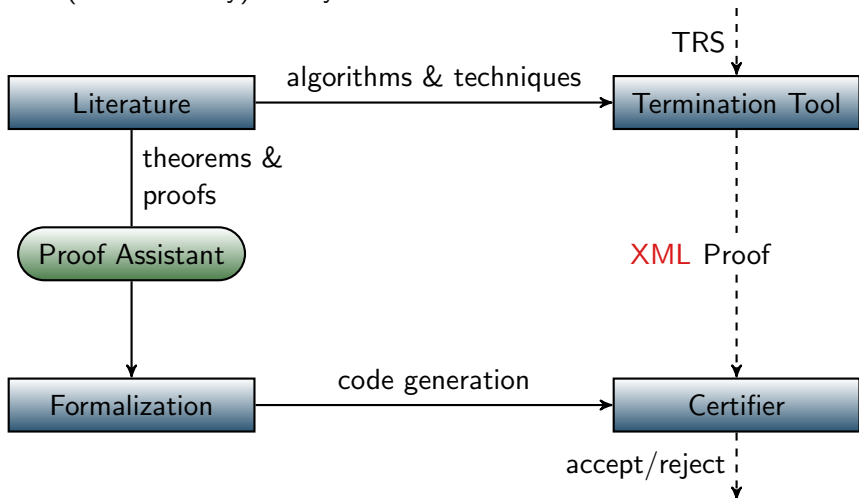 TRS
algorithms & techniques
Literature
Termination Tool
theorems &
proofs
Proof Assistant
XML Proof
code generation
Formalization
Certifier
accept/reject